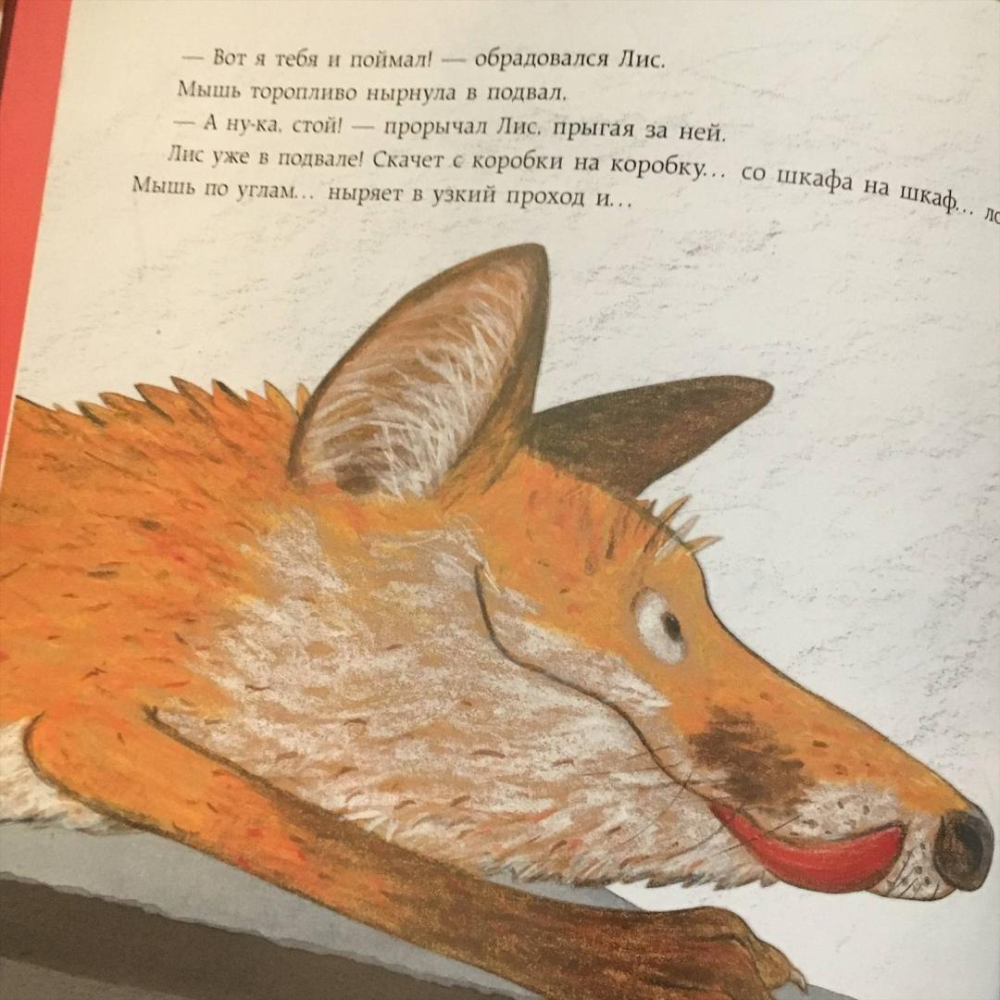 — Вот я тебя и поймал! — обрадовался Лис.
Мышь торопливо нырнула в подвал.
— А ну-ка, стой! — прорычал Лис, прыгая за ней.
Лис уже в подвале! Скачет с коробки на коробку... со шкафа на шкаф...
Мышь по углам... ныряет в узкий проход и...